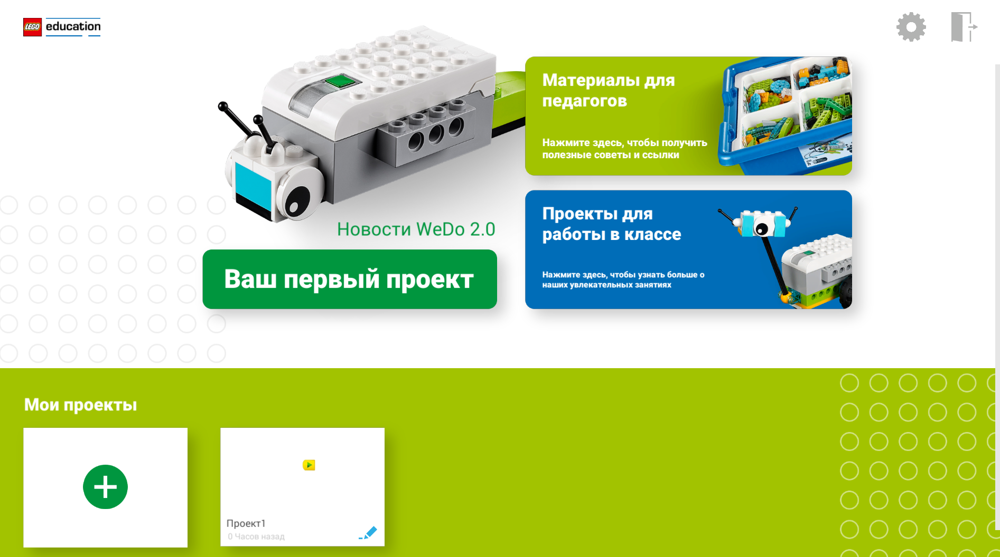 LEGO education
Материалы для
педагогов
Нажмите здесь, чтобы получить
полезные советы и ссылки
Новости WeDo 2.0
Ваш первый проект
Проекты для
работы в классе
Нажмите здесь, чтобы узнать больше о
наших увлекательных занятиях
Мои проекты
Проект1
0 Часов назад